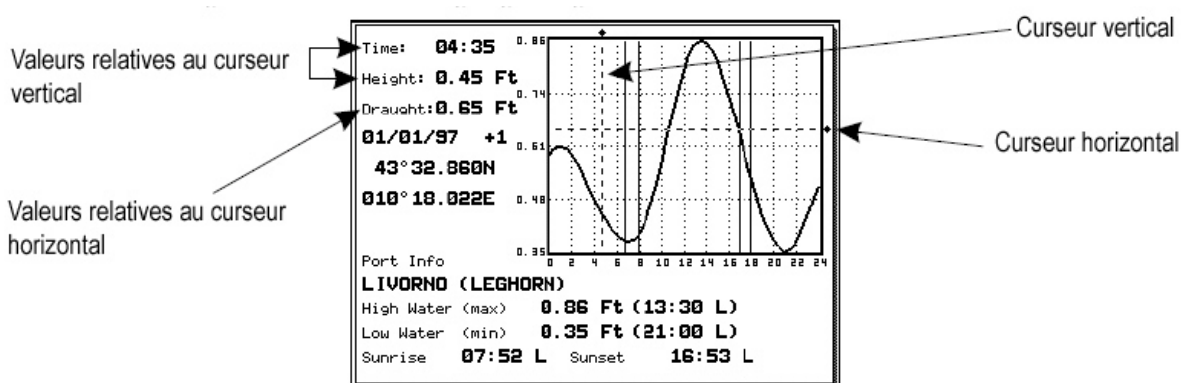 Valeurs relatives au curseur
vertical
Valeurs relatives au curseur
horizontal
Time: 04:35
Height: 0.45 Ft
Draught: 0.65 Ft
01/01/97 +1
43°32.860N
010°18.022E
0.86
0.74
0.61
0.48
0.35
0 2 4 6 8 10 12 14 16 18 20 22 24
Curseur vertical
Curseur horizontal
Port Info
LIVORNO (LEGHORN)
High Water (max) 0.86 Ft (13:30 L)
Low Water (min) 0.35 Ft (21:00 L)
Sunrise 07:52 L Sunset 16:53 L